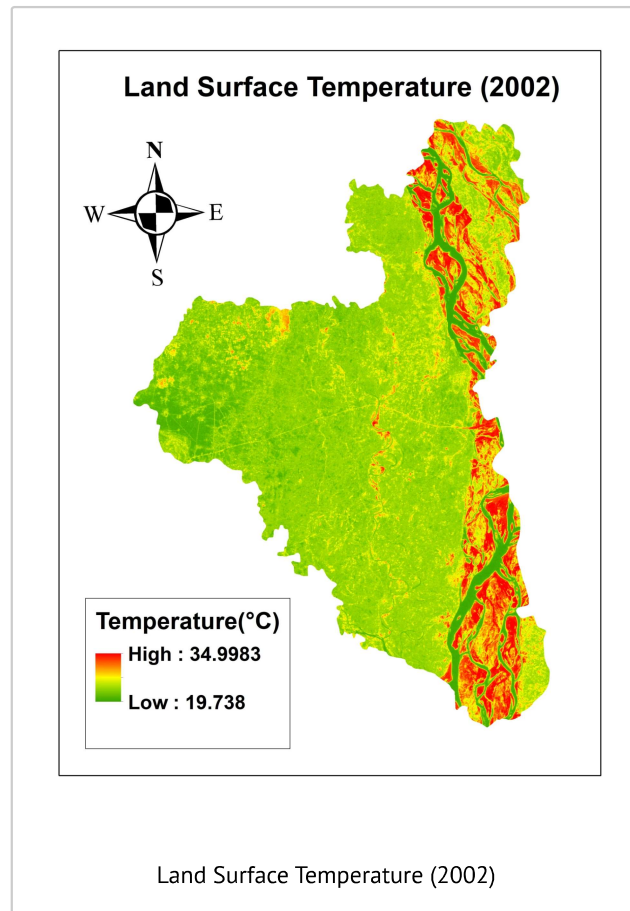 Land Surface Temperature (2002)
N
W
E
S
Temperature(°C)
High : 34.9983
Low : 19.738
Land Surface Temperature (2002)